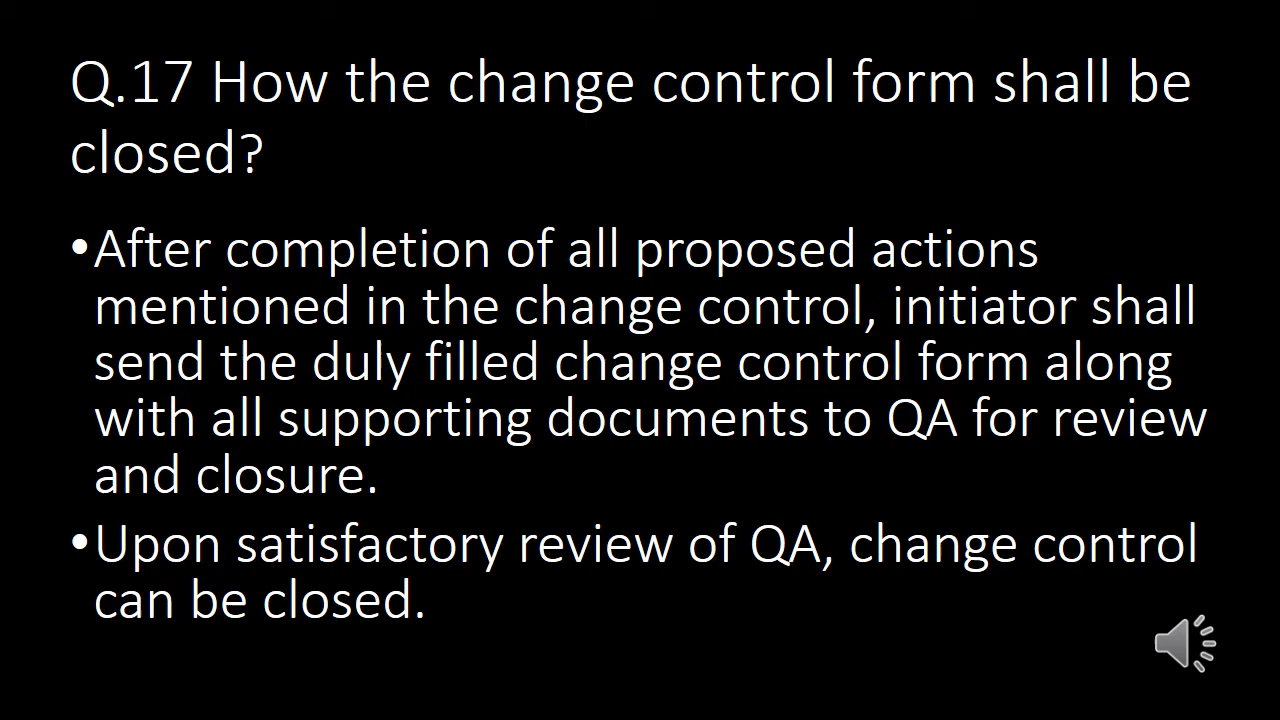 Q.17 How the change control form shall be
closed?
•After completion of all proposed actions
mentioned in the change control, initiator shall
send the duly filled change control form along
with all supporting documents to QA for review
and closure.
•Upon satisfactory review of QA, change control
can be closed.